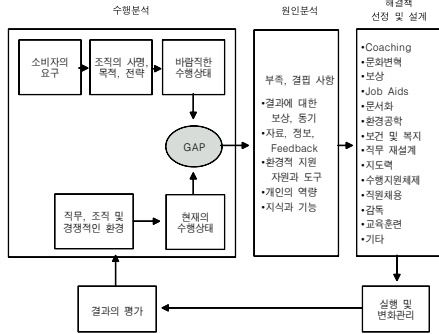 수행분석
원인분석
해결책
선정 및 설계
소비자의
요구
조직의 사명,
목적, 전략
바람직한
수행상태
GAP
직무, 조직 및
경쟁적인 환경
현재의
수행상태
부족, 결핍 사항
•결과에 대한
보상, 동기
•자료, 정보,
Feedback
•환경적 지원
자원과 도구
•개인의 역량
•지식과 기능
•Coaching
•문화변혁
•보상
•Job Aids
•문서화
•환경공학
•보건 및 복지
•직무 재설계
•지도력
•수행지원체제
•직원채용
•감독
•교육훈련
•기타
결과의 평가
실행 및
변화관리